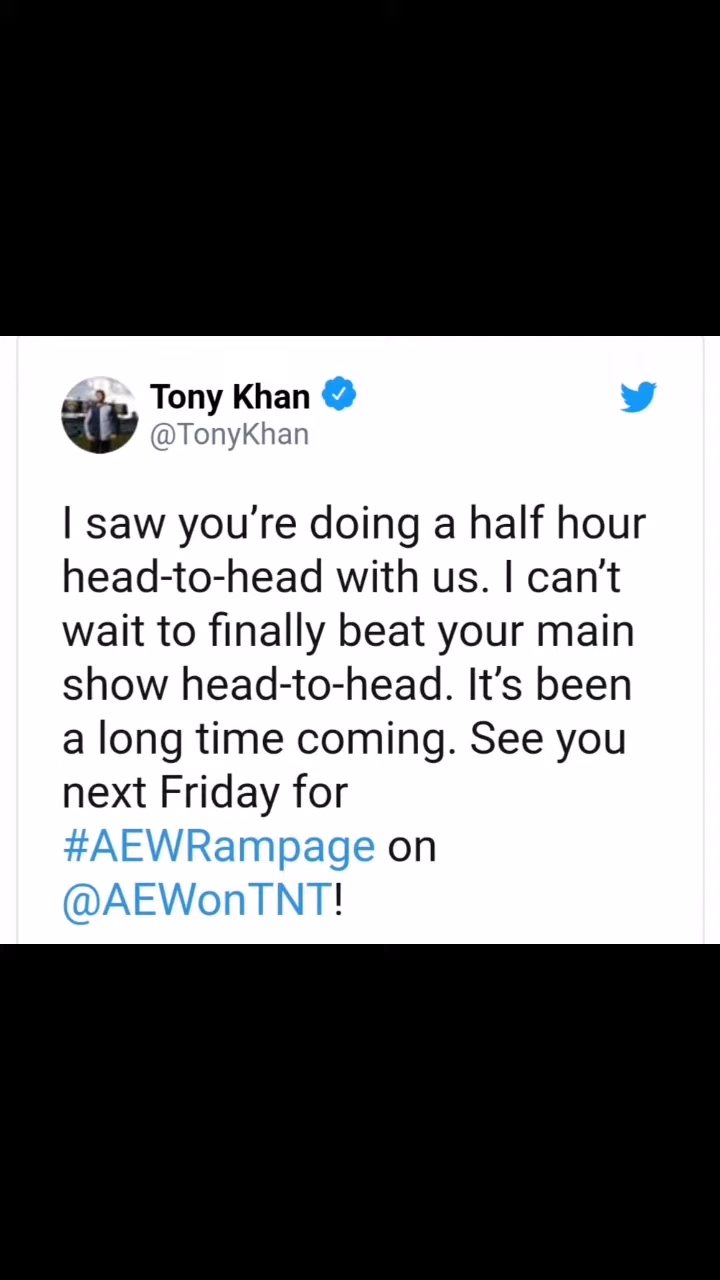 Tony Khan
@TonyKhan
I saw you’re doing a half hour
head-to-head with us. I can’t
wait to finally beat your main
show head-to-head. It’s been
a long time coming. See you
next Friday for
#AEWRampage on
@AEWonTNT!